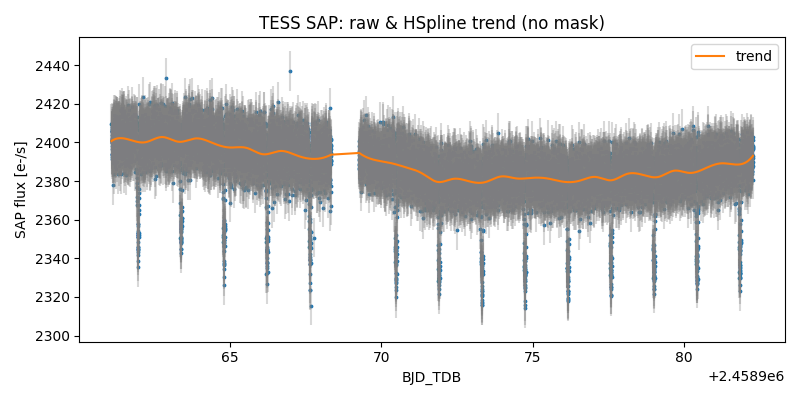 TESS SAP: raw & HSpline trend (no mask)
trend
SAP flux [e-/s]
2440
2420
2400
2380
2360
2340
2320
2300
65
70
75
80
BJD_TDB
+2.4589e6